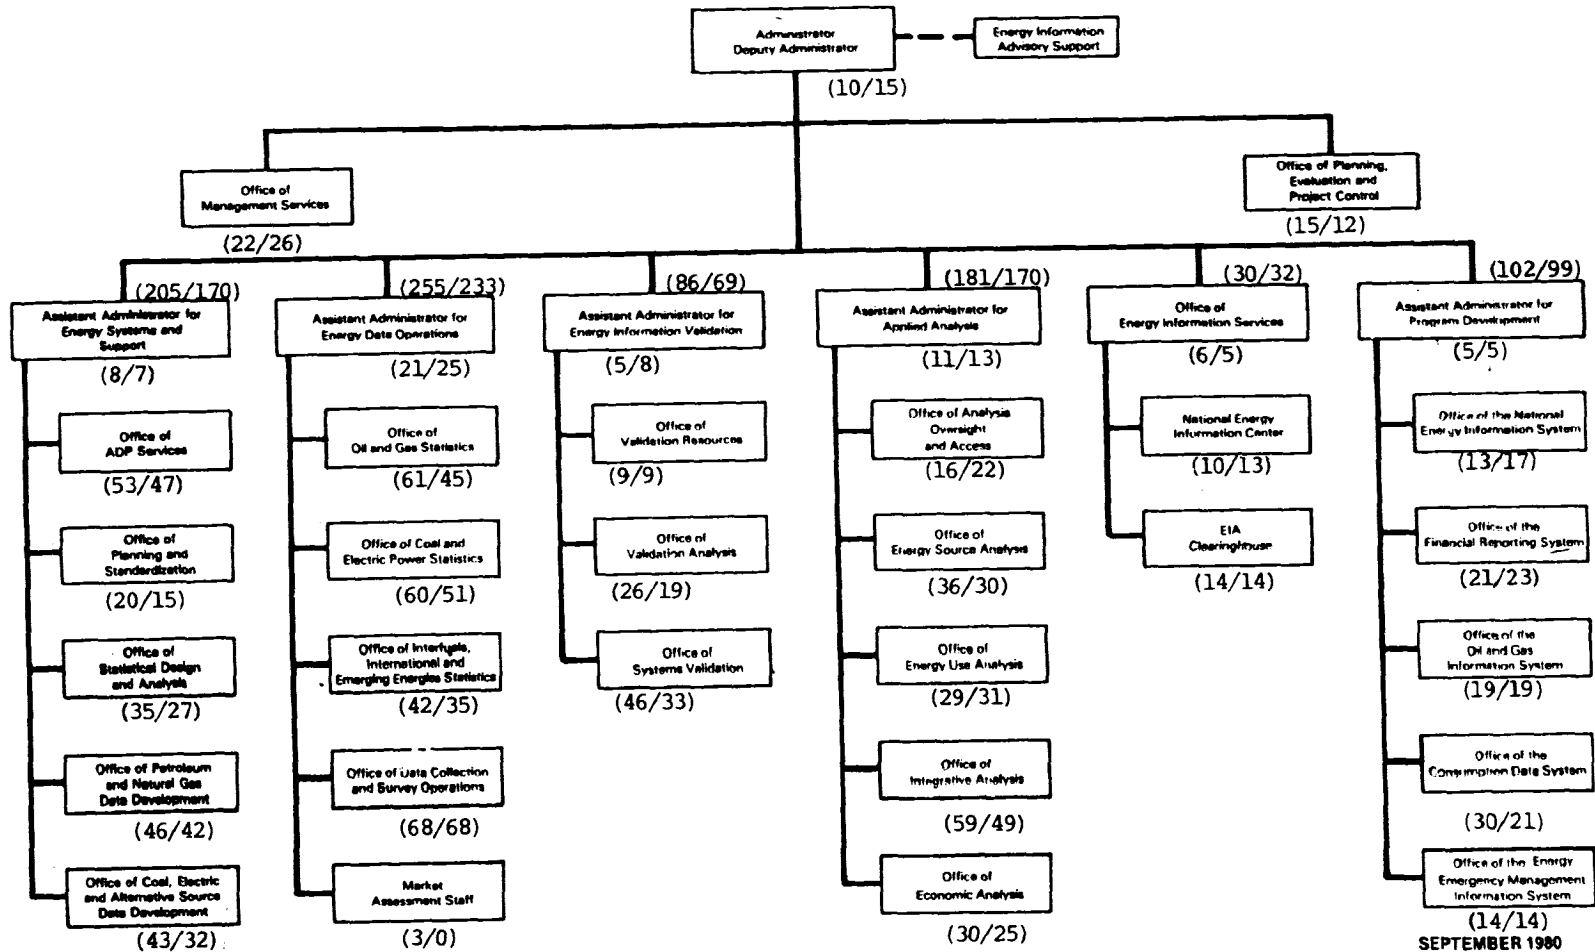 Administrator
Deputy Administrator
Energy Information
Advisory Support
(10/15)
Office of
Management Services
(22/26)
Office of Planning,
Evaluation and
Project Control
(15/12)
(205/170)
Assistant Administrator for
Energy Systems and
Support
(8/7)
Office of
ADP Services
(53/47)
Office of
Planning and
Standardization
(20/15)
Office of
Statistical Design
and Analysis
(35/27)
Office of Petroleum
and Natural Gas
Data Development
(46/42)
Office of Coal, Electric
and Alternative Source
Data Development
(43/32)
(255/233)
Assistant Administrator for
Energy Data Operations
(21/25)
Office of
Oil and Gas Statistics
(61/45)
Office of Coal and
Electric Power Statistics
(60/51)
Office of Interfuels,
International and
Emerging Energies Statistics
(42/35)
Office of Data Collection
and Survey Operations
(68/68)
Market
Assessment Staff
(3/0)
(86/69)
Assistant Administrator for
Energy Information Validation
(5/8)
Office of
Validation Resources
(9/9)
Office of
Validation Analysis
(26/19)
Office of
Systems Validation
(46/33)
(181/170)
Assistant Administrator for
Applied Analysis
(11/13)
Office of Analysis
Oversight
and Access
(16/22)
Office of
Energy Source Analysis
(36/30)
Office of
Energy Use Analysis
(29/31)
Office of
Integrative Analysis
(59/49)
Office of
Economic Analysis
(30/25)
(30/32)
Office of
Energy Information Services
(6/5)
National Energy
Information Center
(10/13)
EIA
Clearinghouse
(14/14)
(102/99)
Assistant Administrator for
Program Development
(5/5)
Office of the National
Energy Information System
(13/17)
Office of the
Financial Reporting System
(21/23)
Office of the
Oil and Gas
Information System
(19/19)
Office of the
Consumption Data System
(30/21)
Office of the Energy
Emergency Management
Information System
(14/14)
SEPTEMBER 1980